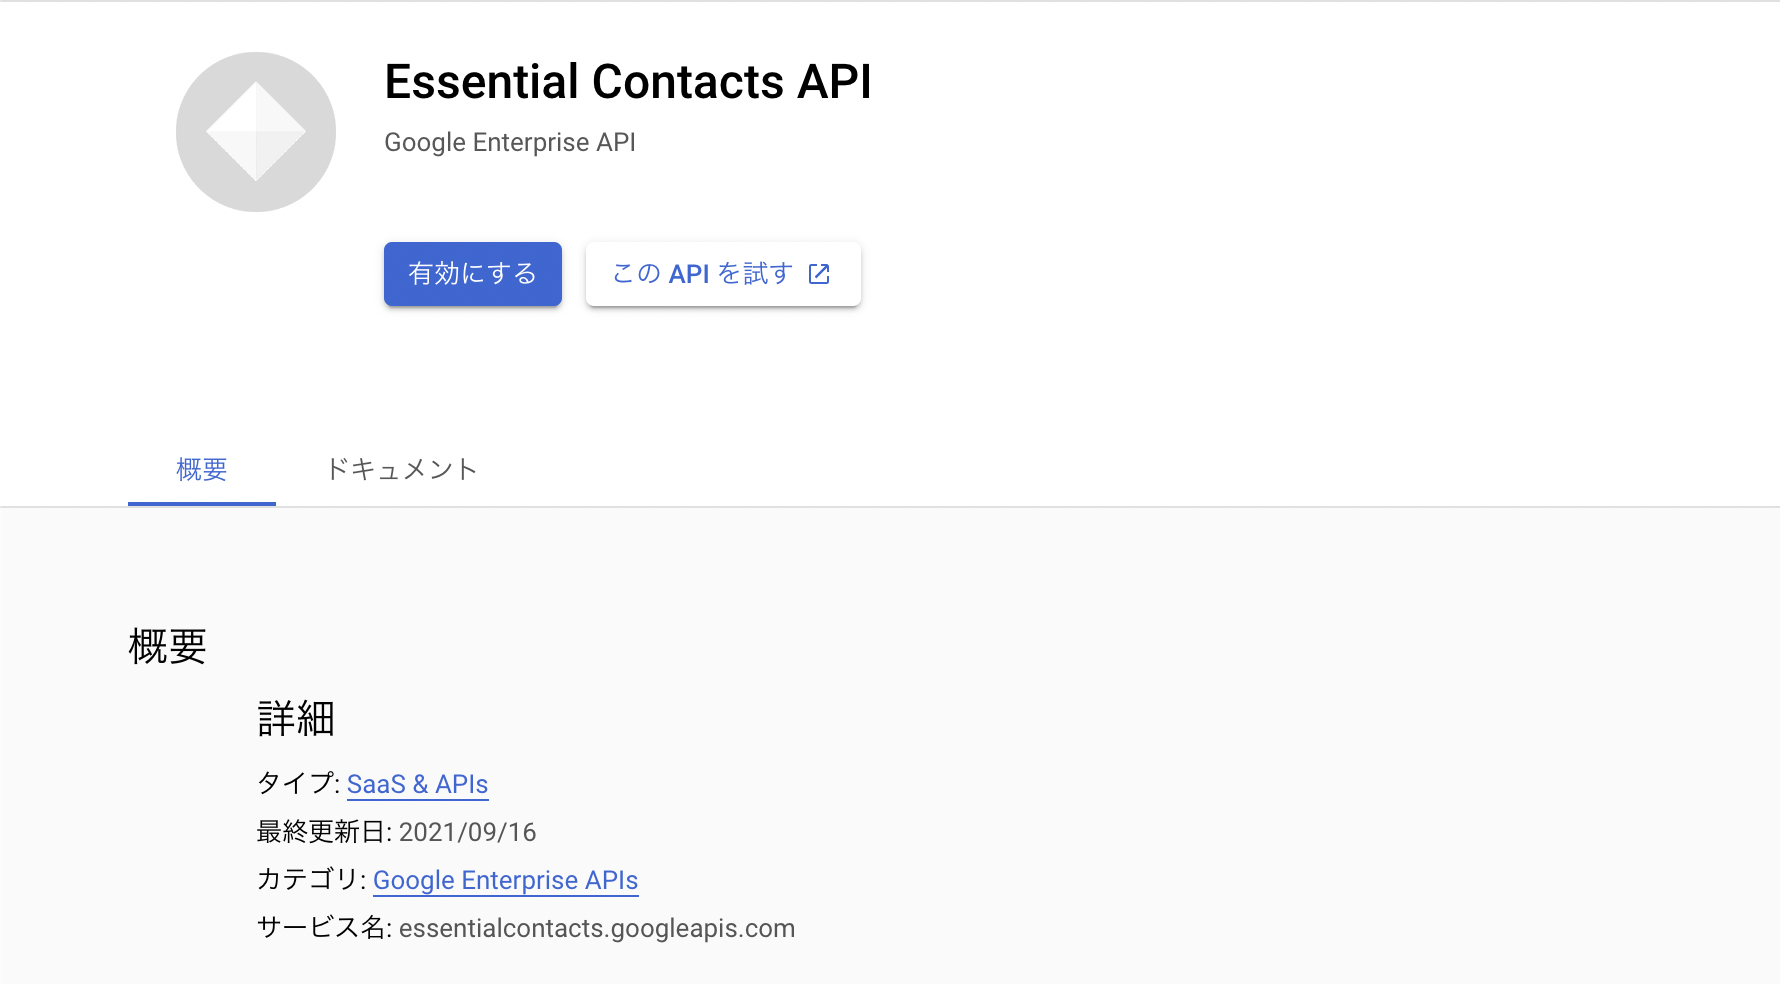 Essential Contacts API
Google Enterprise API
有効にする
この API を試す
概要
ドキュメント
概要
詳細
タイプ: SaaS & APIs
最終更新日: 2021/09/16
カテゴリ: Google Enterprise APIs
サービス名: essentialcontacts.googleapis.com